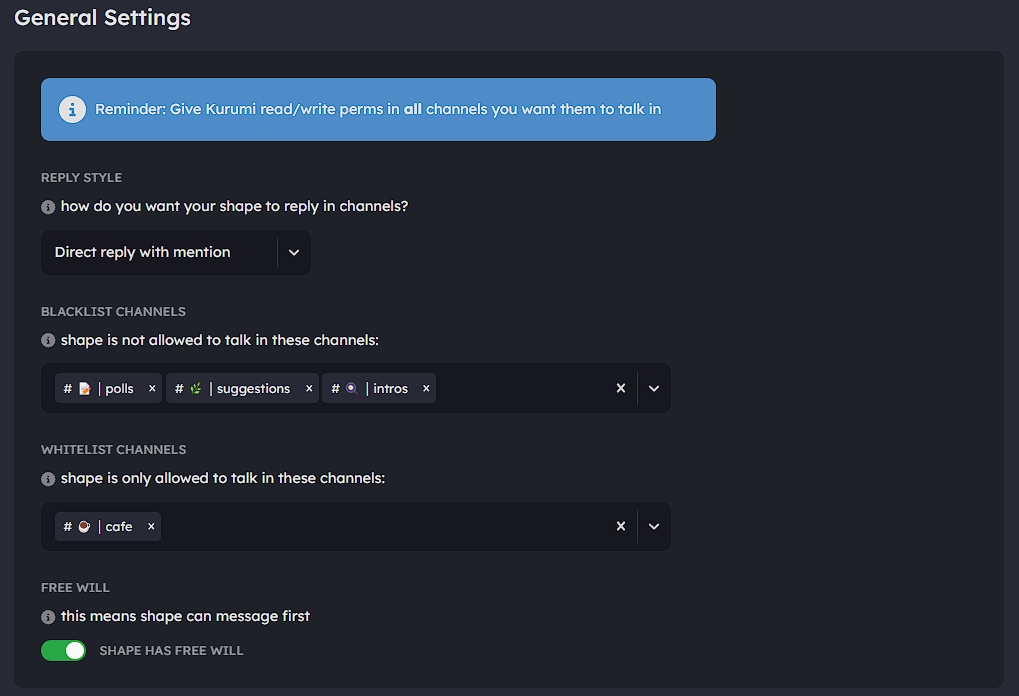 General Settings
Reminder: Give Kurumi read/write perms in all channels you want them to talk in
REPLY STYLE
how do you want your shape to reply in channels?
Direct reply with mention
BLACKLIST CHANNELS
shape is not allowed to talk in these channels:
# 📝 | polls × # 🌿 | suggestions × # 🍳 | intros ×
WHITELIST CHANNELS
shape is only allowed to talk in these channels:
# ☕ | cafe ×
FREE WILL
this means shape can message first
SHAPE HAS FREE WILL